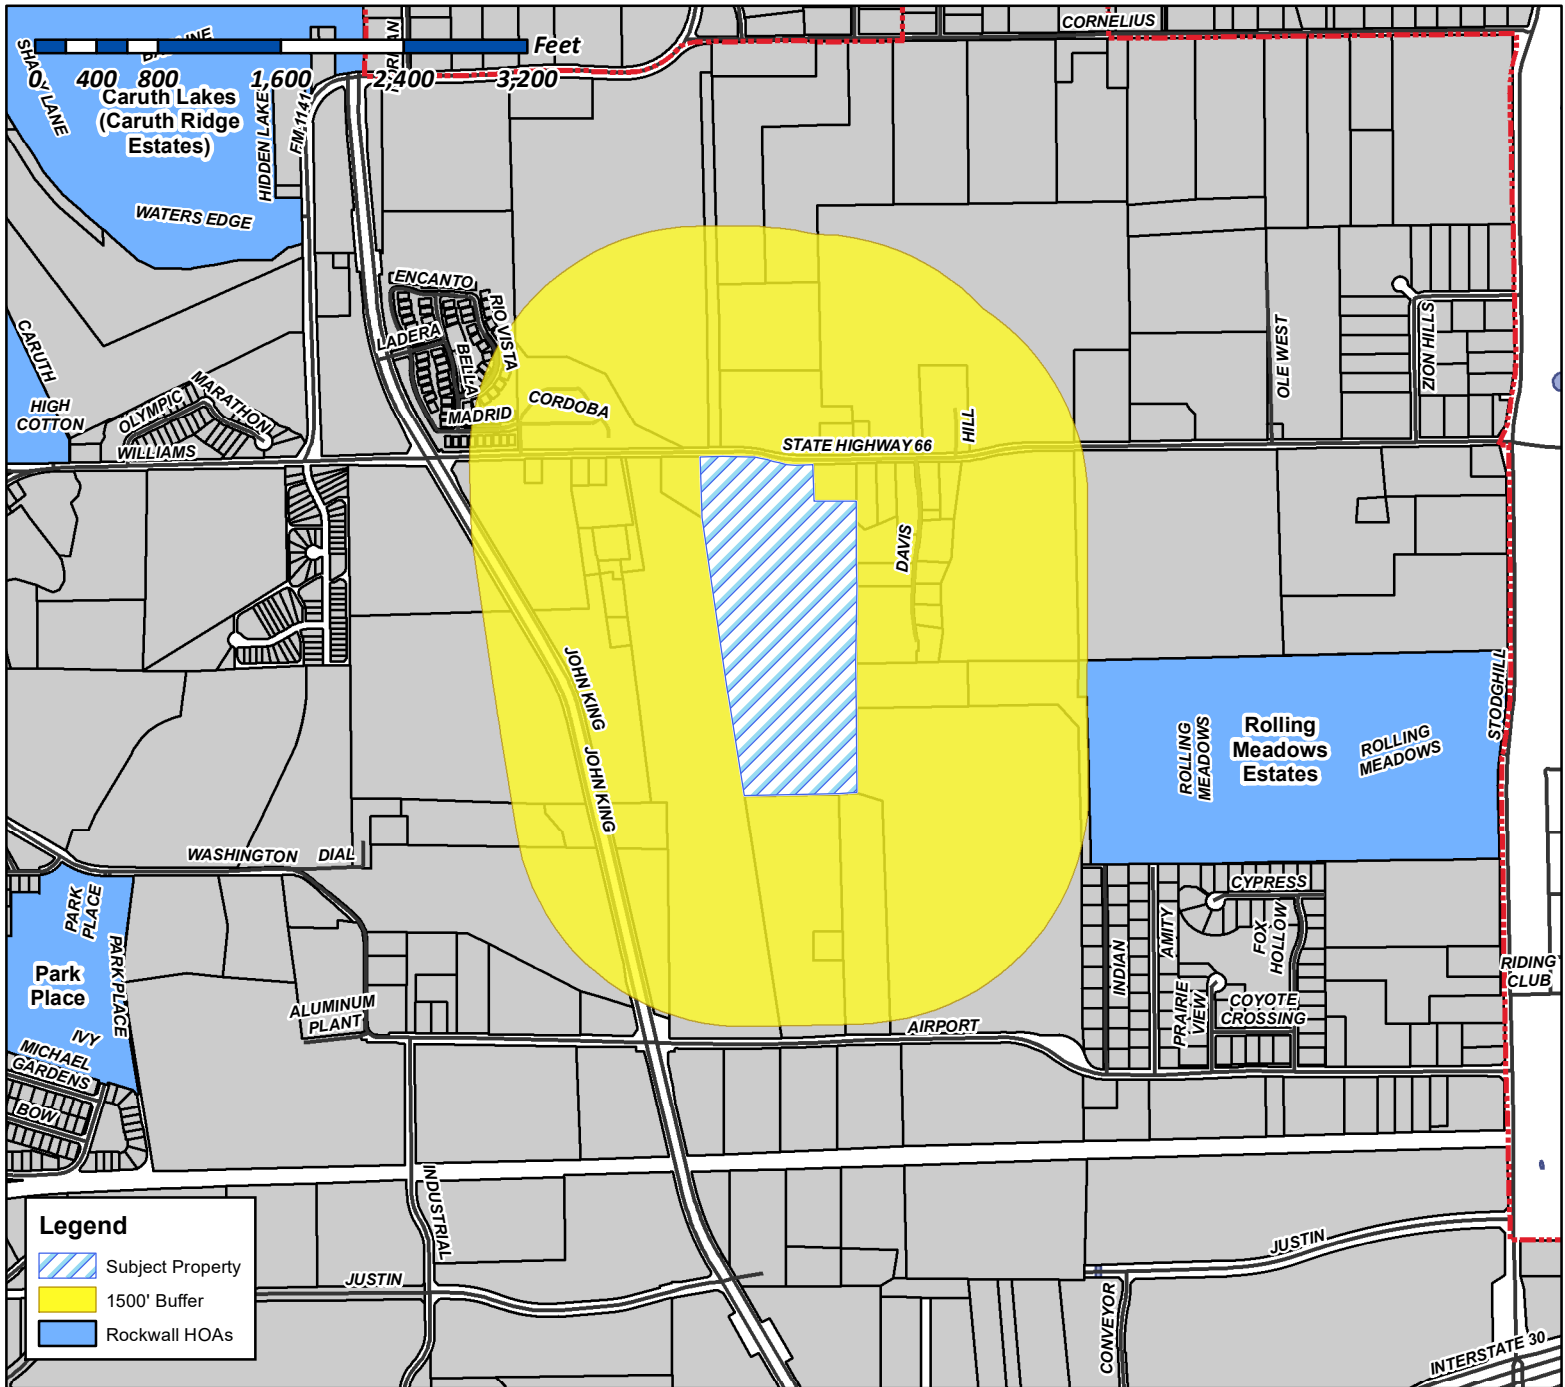 CORNELIUS
Feet
0 400 800 1,600 2,400 3,200
SHADY LANE
Caruth Lakes
(Caruth Ridge
Estates)
HIDDEN LAKE
FM 1141
WATERS EDGE
ENCANTO
RIO VISTA
LADERA
BELLA
MADRID
CORDOBA
CARUTH
HIGH
COTTON
OLYMPIC
MARATHON
WILLIAMS
STATE HIGHWAY 66
HILL
OLE WEST
ZION HILLS
DAVIS
JOHN KING
JOHN KING
STODGHILL
ROLLING
MEADOWS
Rolling
Meadows
Estates
ROLLING
MEADOWS
WASHINGTON
DIAL
PARK
PLACE
PARK PLACE
Park
Place
IVY
MICHAEL
GARDENS
BOW
ALUMINUM
PLANT
AIRPORT
INDIAN
AMITY
CYPRESS
FOX
HOLLOW
PRAIRIE
VIEW
COYOTE
CROSSING
RIDING
CLUB
INDUSTRIAL
JUSTIN
JUSTIN
CONVEYOR
INTERSTATE 30
Legend
Subject Property
1500' Buffer
Rockwall HOAs